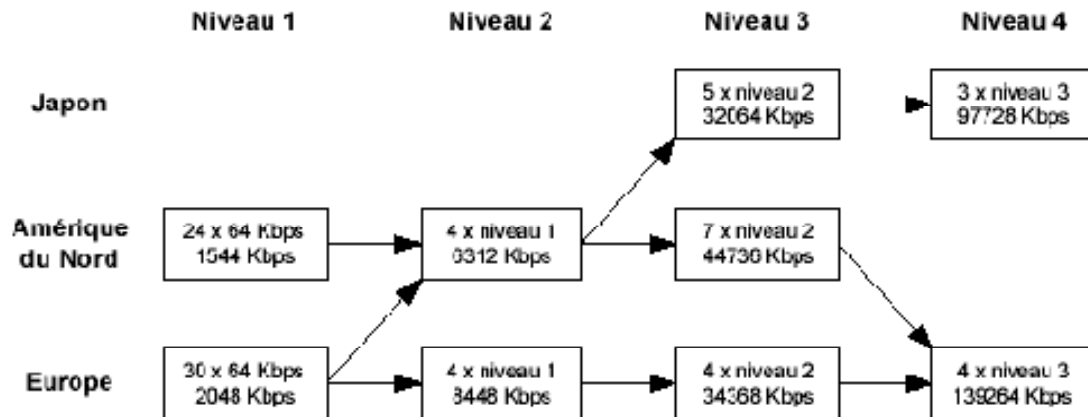 Niveau 1
Niveau 2
Niveau 3
Niveau 4
Japon
5 x niveau 2
32064 Kbps
3 x niveau 3
97728 Kbps
Amérique
du Nord
24 x 64 Kbps
1544 Kbps
4 x niveau 1
6312 Kbps
7 x niveau 2
44736 Kbps
Europe
30 x 64 Kbps
2048 Kbps
4 x niveau 1
8448 Kbps
4 x niveau 2
34368 Kbps
4 x niveau 3
139264 Kbps